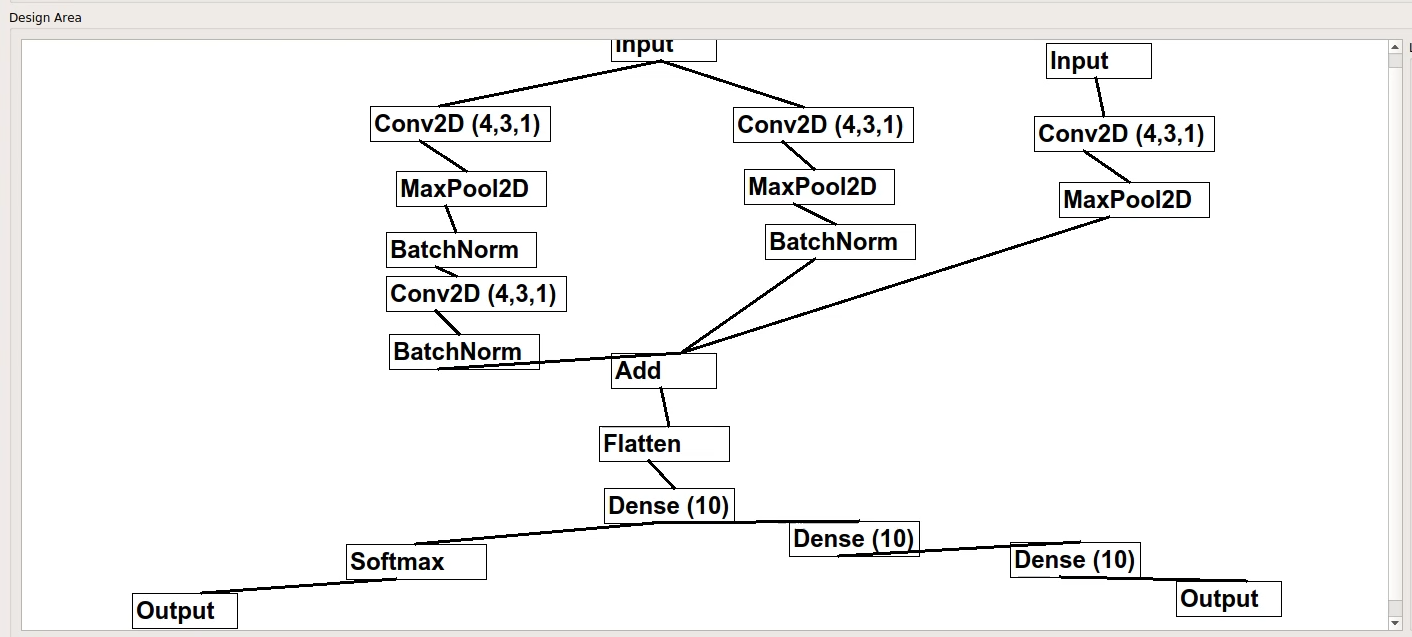 Design Area
Input
Input
Conv2D (4,3,1)
Conv2D (4,3,1)
Conv2D (4,3,1)
MaxPool2D
MaxPool2D
MaxPool2D
BatchNorm
BatchNorm
Conv2D (4,3,1)
BatchNorm
Add
Flatten
Dense (10)
Dense (10)
Dense (10)
Softmax
Output
Output